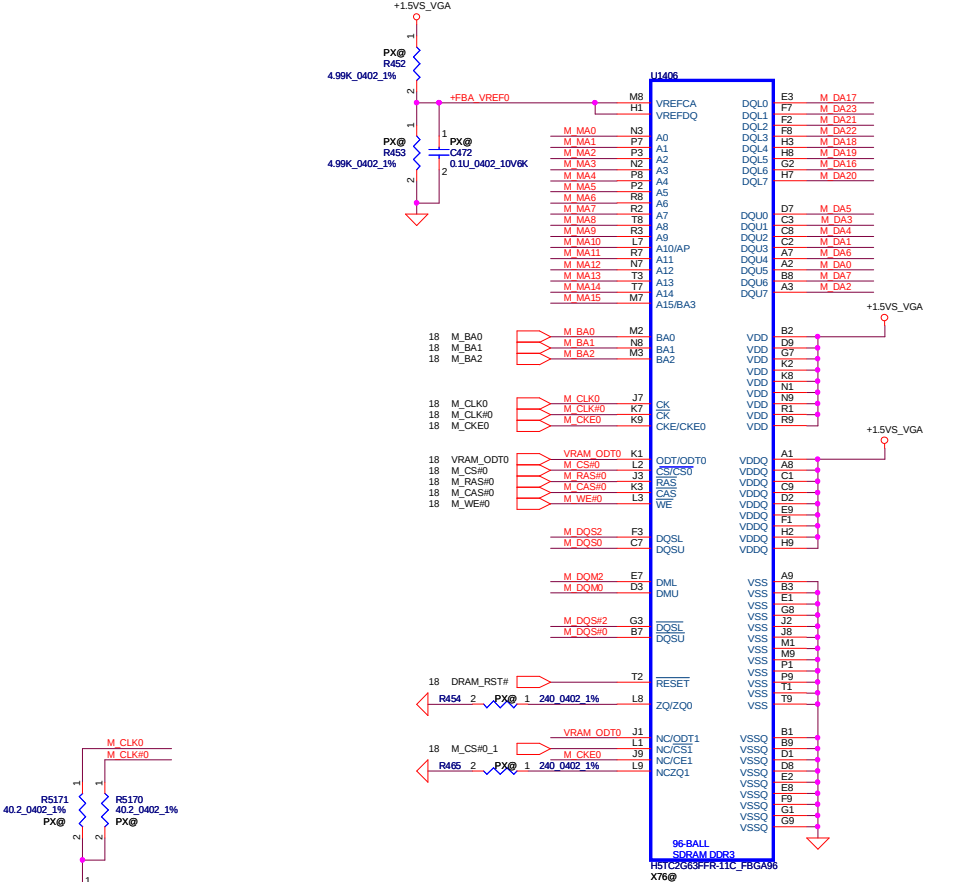 +1.5VS_VGA
1
PX@
R452
4.99K_0402_1%
2
+FBA_VREF0
1
PX@
R453
4.99K_0402_1%
2
1
PX@
C472
0.1U_0402_10V6K
2
U1406
M8 VREFCA
H1 VREFDQ
M_MA0 N3 A0
M_MA1 P7 A1
M_MA2 P3 A2
M_MA3 N2 A3
M_MA4 P8 A4
M_MA5 P2 A5
M_MA6 R8 A6
M_MA7 R2 A7
M_MA8 T8 A8
M_MA9 R3 A9
M_MA10 L7 A10/AP
M_MA11 R7 A11
M_MA12 N7 A12
M_MA13 T3 A13
M_MA14 T7 A14
M_MA15 M7 A15/BA3
18 M_BA0 M_BA0 M2 BA0
18 M_BA1 M_BA1 N8 BA1
18 M_BA2 M_BA2 M3 BA2
18 M_CLK0 M_CLK0 J7 CK
18 M_CLK#0 M_CLK#0 K7 CK
18 M_CKE0 M_CKE0 K9 CKE/CKE0
18 VRAM_ODT0 VRAM_ODT0 K1 ODT/ODT0
18 M_CS#0 M_CS#0 L2 CS/CS0
18 M_RAS#0 M_RAS#0 J3 RAS
18 M_CAS#0 M_CAS#0 K3 CAS
18 M_WE#0 M_WE#0 L3 WE
M_DQS2 F3 DQSL
M_DQS0 C7 DQSU
M_DQM2 E7 DML
M_DQM0 D3 DMU
M_DQS#2 G3 DQSL
M_DQS#0 B7 DQSU
18 DRAM_RST# T2 RESET
R454 2 PX@ 1 240_0402_1% L8 ZQ/ZQ0
VRAM_ODT0 J1 NC/ODT1
18 M_CS#0_1 L1 NC/CS1
M_CKE0 J9 NC/CE1
R465 2 PX@ 1 240_0402_1% L9 NCZQ1
DQL0 E3 M_DA17
DQL1 F7 M_DA23
DQL2 F2 M_DA21
DQL3 F8 M_DA22
DQL4 H3 M_DA18
DQL5 H8 M_DA19
DQL6 G2 M_DA16
DQL7 H7 M_DA20
DQU0 D7 M_DA5
DQU1 C3 M_DA3
DQU2 C8 M_DA4
DQU3 C2 M_DA1
DQU4 A7 M_DA6
DQU5 A2 M_DA0
DQU6 B8 M_DA7
DQU7 A3 M_DA2
+1.5VS_VGA
VDD B2
VDD D9
VDD G7
VDD K2
VDD K8
VDD N1
VDD N9
VDD R1
VDD R9
+1.5VS_VGA
VDDQ A1
VDDQ A8
VDDQ C1
VDDQ C9
VDDQ D2
VDDQ E9
VDDQ F1
VDDQ H2
VDDQ H9
VSS A9
VSS B3
VSS E1
VSS G8
VSS J2
VSS J8
VSS M1
VSS M9
VSS P1
VSS P9
VSS T1
VSS T9
VSSQ B1
VSSQ B9
VSSQ D1
VSSQ D8
VSSQ E2
VSSQ E8
VSSQ F9
VSSQ G1
VSSQ G9
96-BALL
SDRAM DDR3
H5TC2G63FFR-11C_FBGA96
X76@
M_CLK0
M_CLK#0
1
1
R5171
40.2_0402_1%
PX@
R5170
40.2_0402_1%
PX@
2
2
1